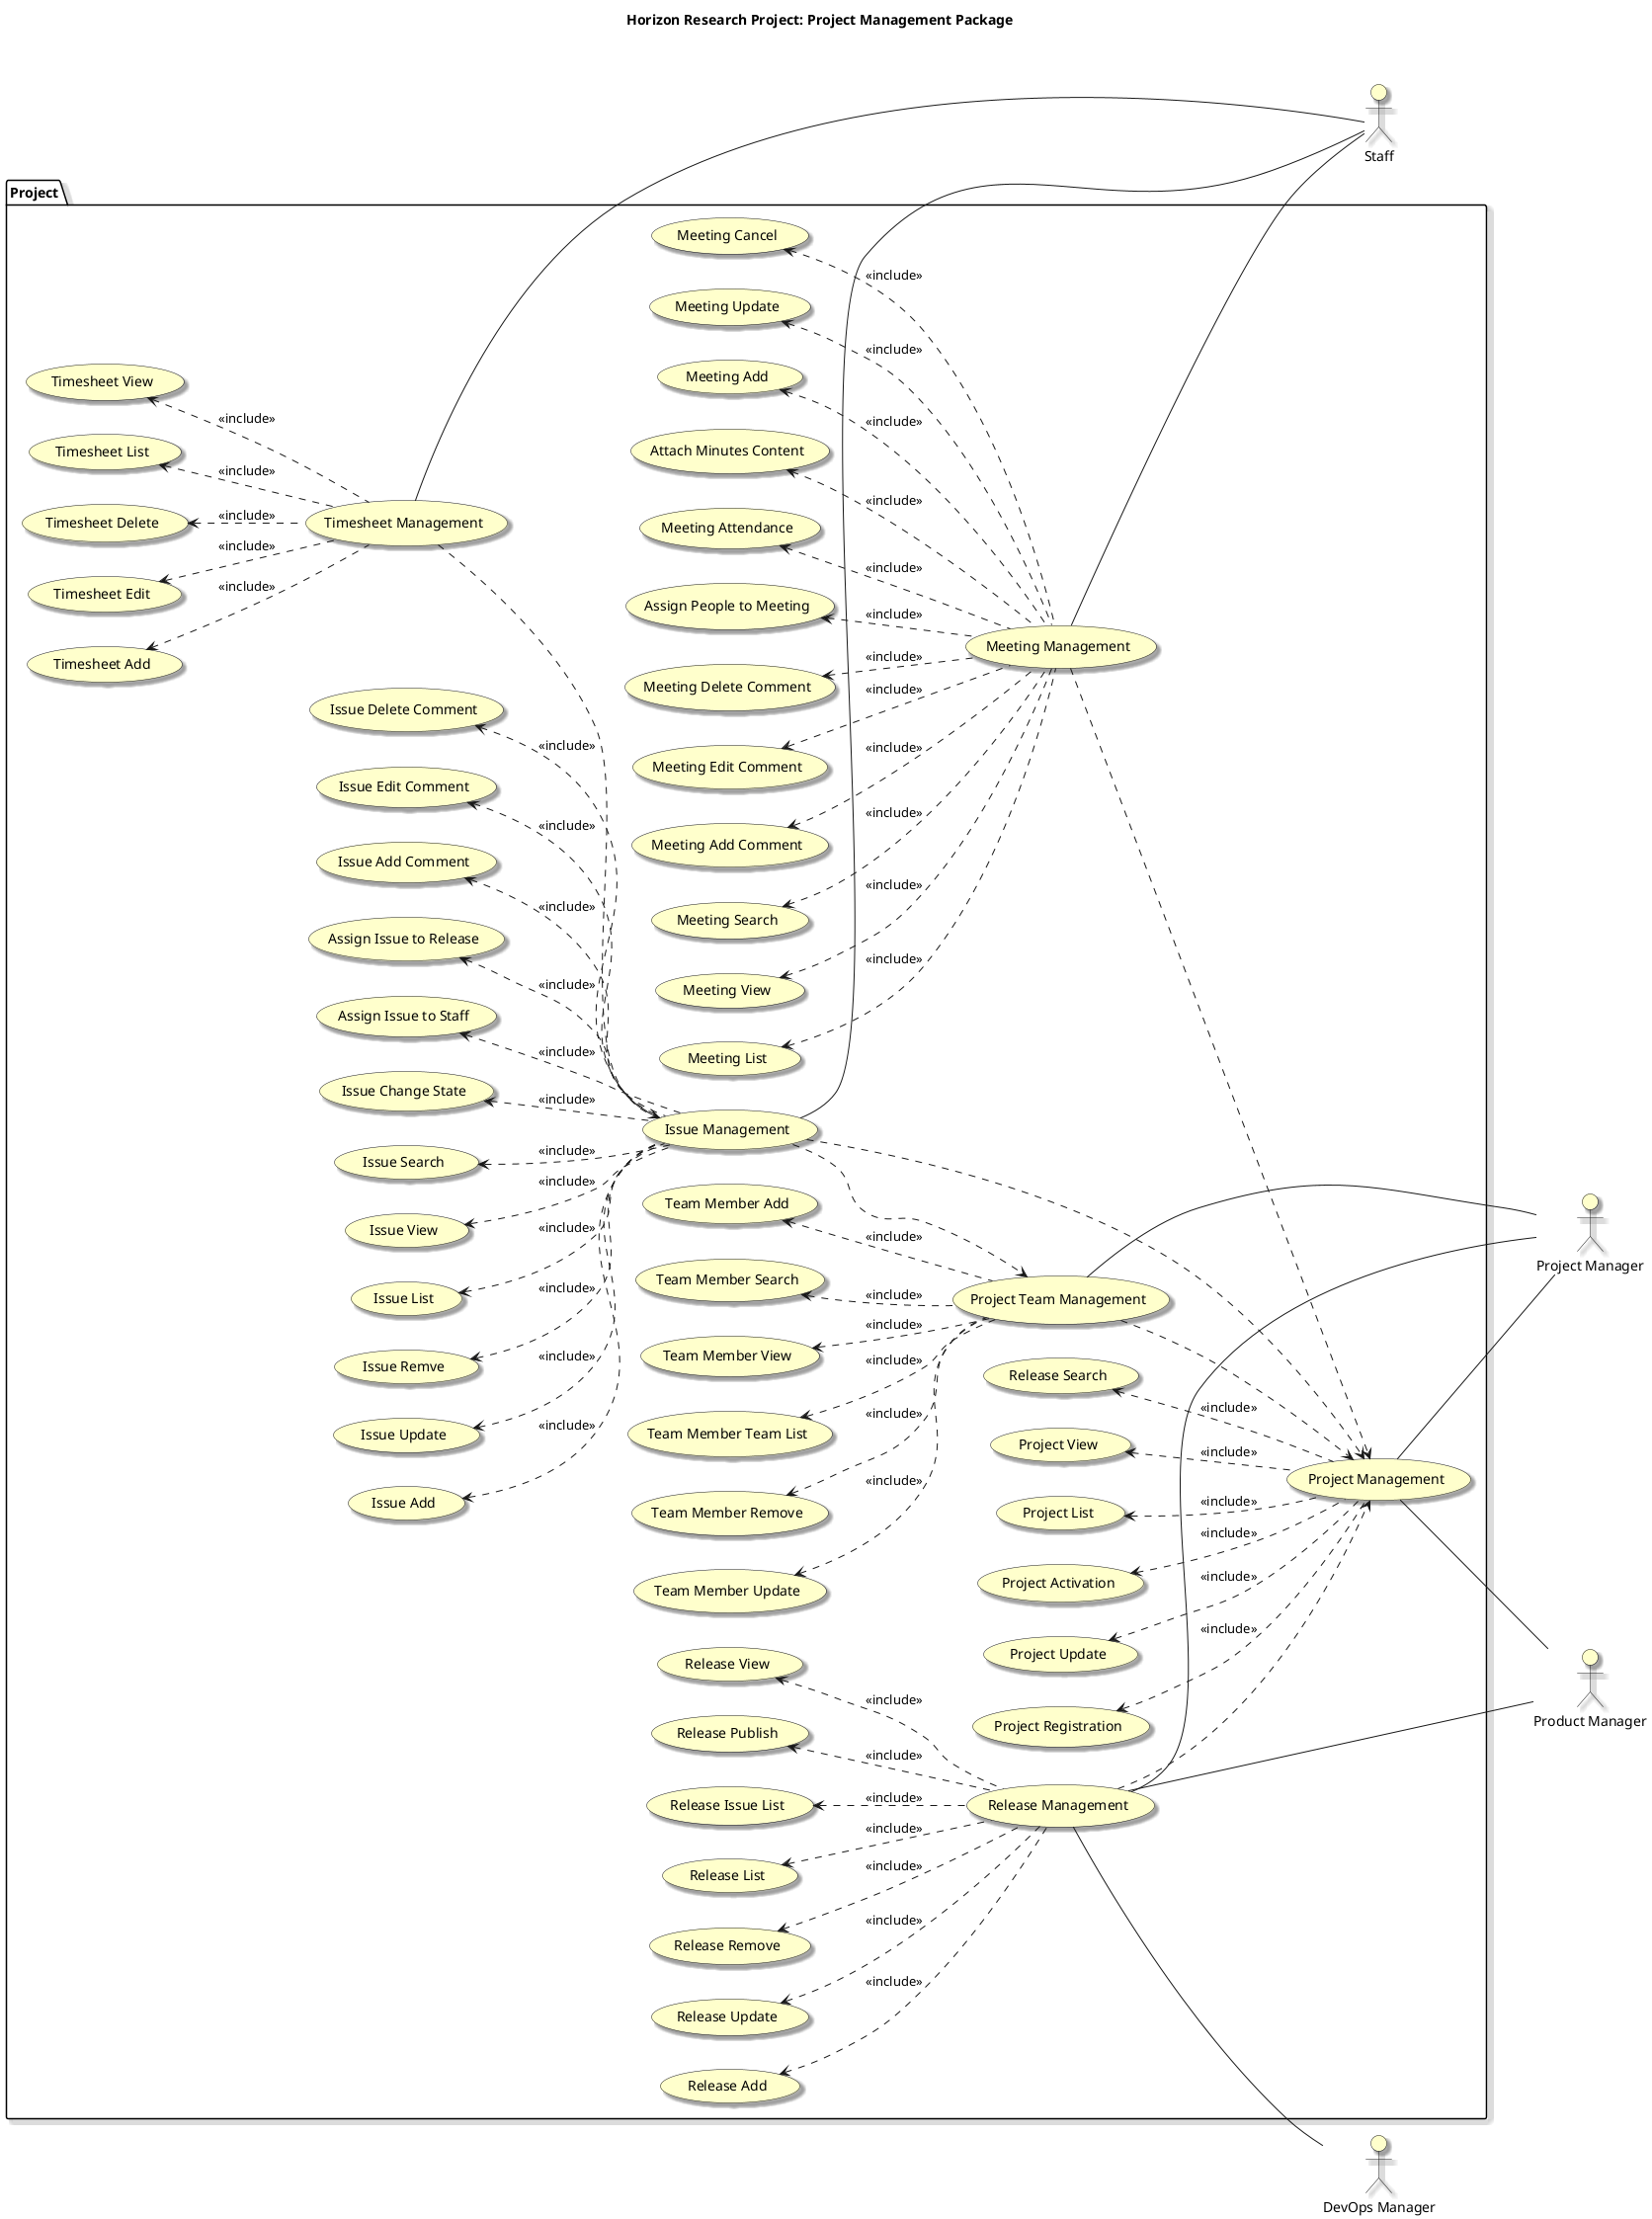 Horizon Research Project: Project Management Package
Staff
Project
Meeting Cancel
<<include>>
Meeting Update
<<include>>
Meeting Add
<<include>>
Timesheet View
<<include>>
Timesheet List
<<include>>
Timesheet Delete
<<include>>
Timesheet Management
<<include>>
Timesheet Edit
<<include>>
Timesheet Add
Attach Minutes Content
<<include>>
Meeting Attendance
<<include>>
Assign People to Meeting
<<include>>
Meeting Management
Meeting Delete Comment
<<include>>
<<include>>
Meeting Edit Comment
<<include>>
Meeting Add Comment
<<include>>
Meeting Search
<<include>>
Meeting View
<<include>>
Meeting List
Issue Delete Comment
<<include>>
Issue Edit Comment
<<include>>
Issue Add Comment
<<include>>
Assign Issue to Release
<<include>>
Assign Issue to Staff
<<include>>
Issue Change State
<<include>>
Issue Management
Issue Search
<<include>>
<<include>>
Issue View
<<include>>
Issue List
<<include>>
Issue Remve
<<include>>
Issue Update
<<include>>
Issue Add
Team Member Add
<<include>>
Team Member Search
<<include>>
Project Team Management
<<include>>
Team Member View
<<include>>
Team Member Team List
<<include>>
Team Member Remove
<<include>>
Team Member Update
Project Manager
Release Search
<<include>>
Project View
<<include>>
Project Management
<<include>>
Project List
<<include>>
Project Activation
<<include>>
Project Update
<<include>>
Project Registration
Product Manager
Release View
<<include>>
Release Publish
<<include>>
Release Issue List
<<include>>
Release Management
<<include>>
Release List
<<include>>
Release Remove
<<include>>
Release Update
<<include>>
Release Add
DevOps Manager